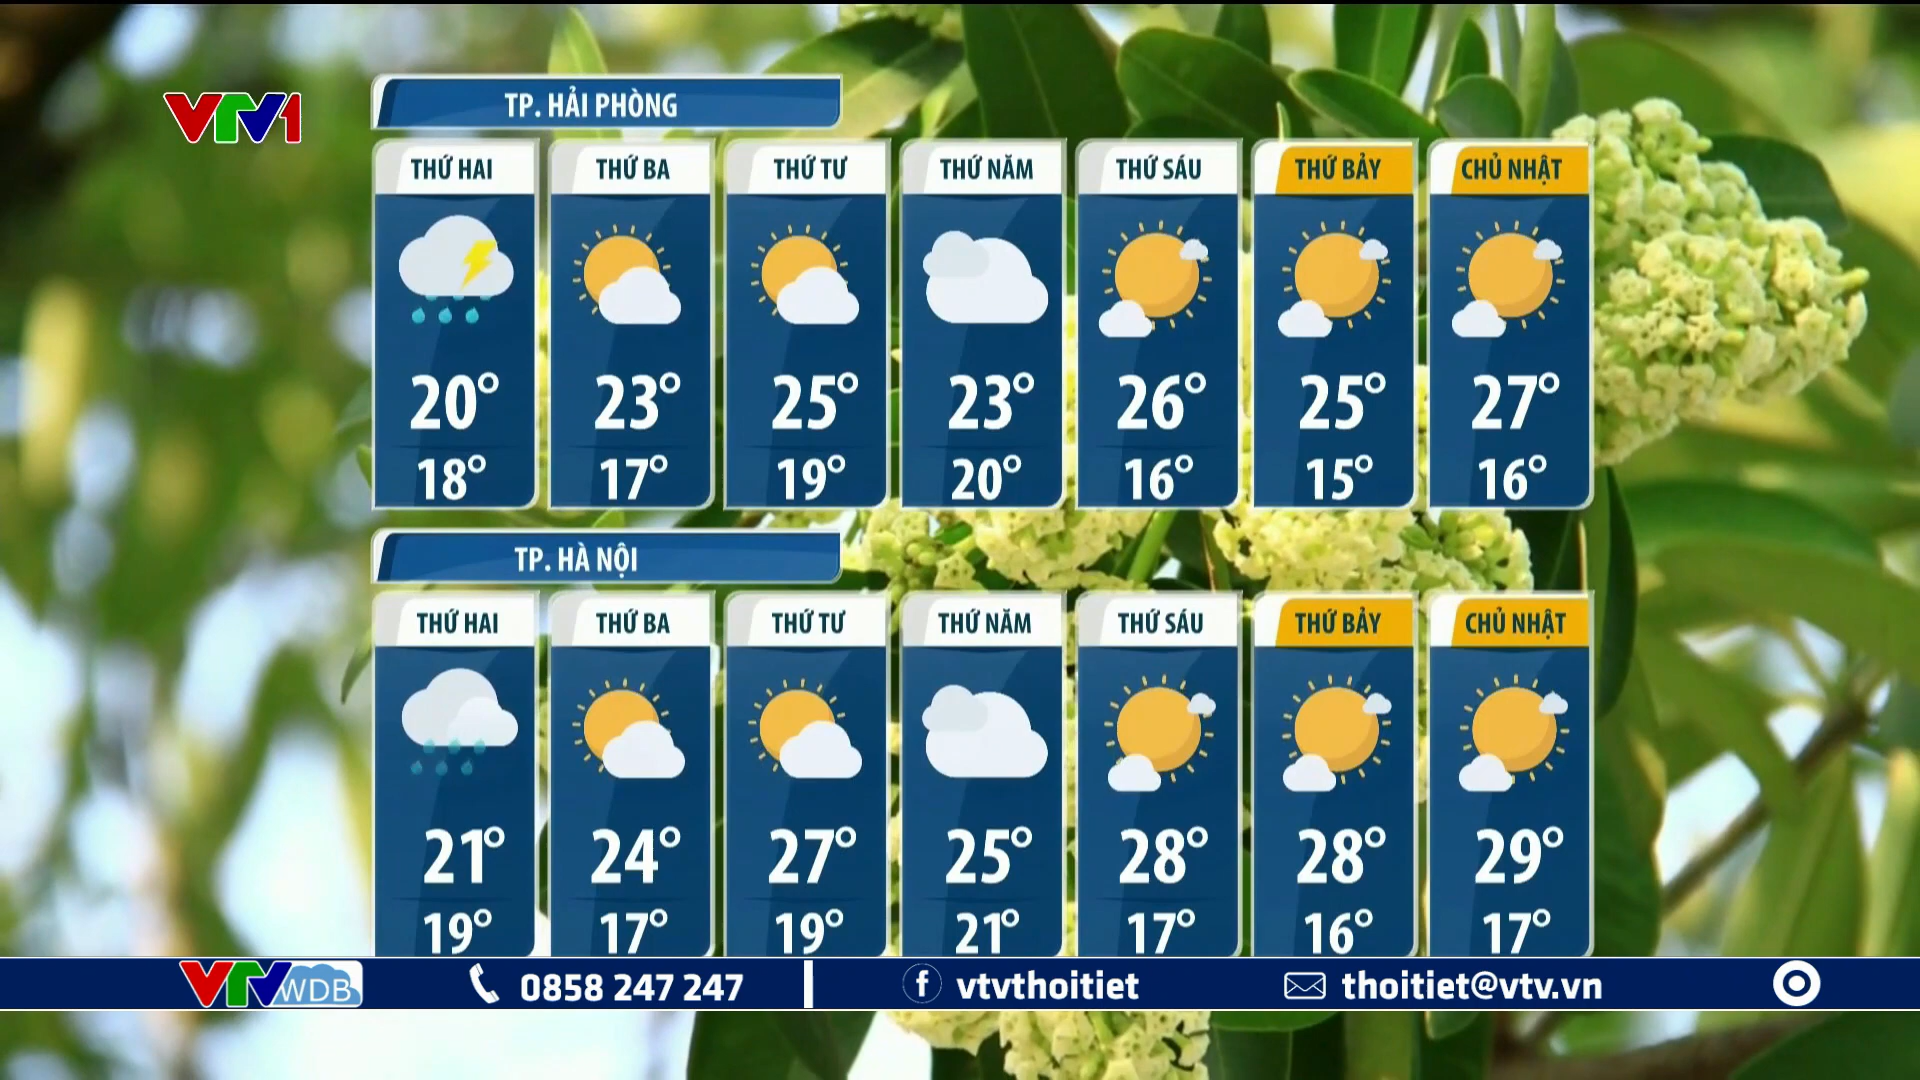 VTV1
TP. HẢI PHÒNG
THỨ HAI THỨ BA THỨ TƯ THỨ NĂM THỨ SÁU THỨ BẢY CHỦ NHẬT
20° 23° 25° 23° 26° 25° 27°
18° 17° 19° 20° 16° 15° 16°
TP. HÀ NỘI
THỨ HAI THỨ BA THỨ TƯ THỨ NĂM THỨ SÁU THỨ BẢY CHỦ NHẬT
21° 24° 27° 25° 28° 28° 29°
19° 17° 19° 21° 17° 16° 17°
VTV WDB 0858 247 247 vtvthoitiet thoitiet@vtv.vn